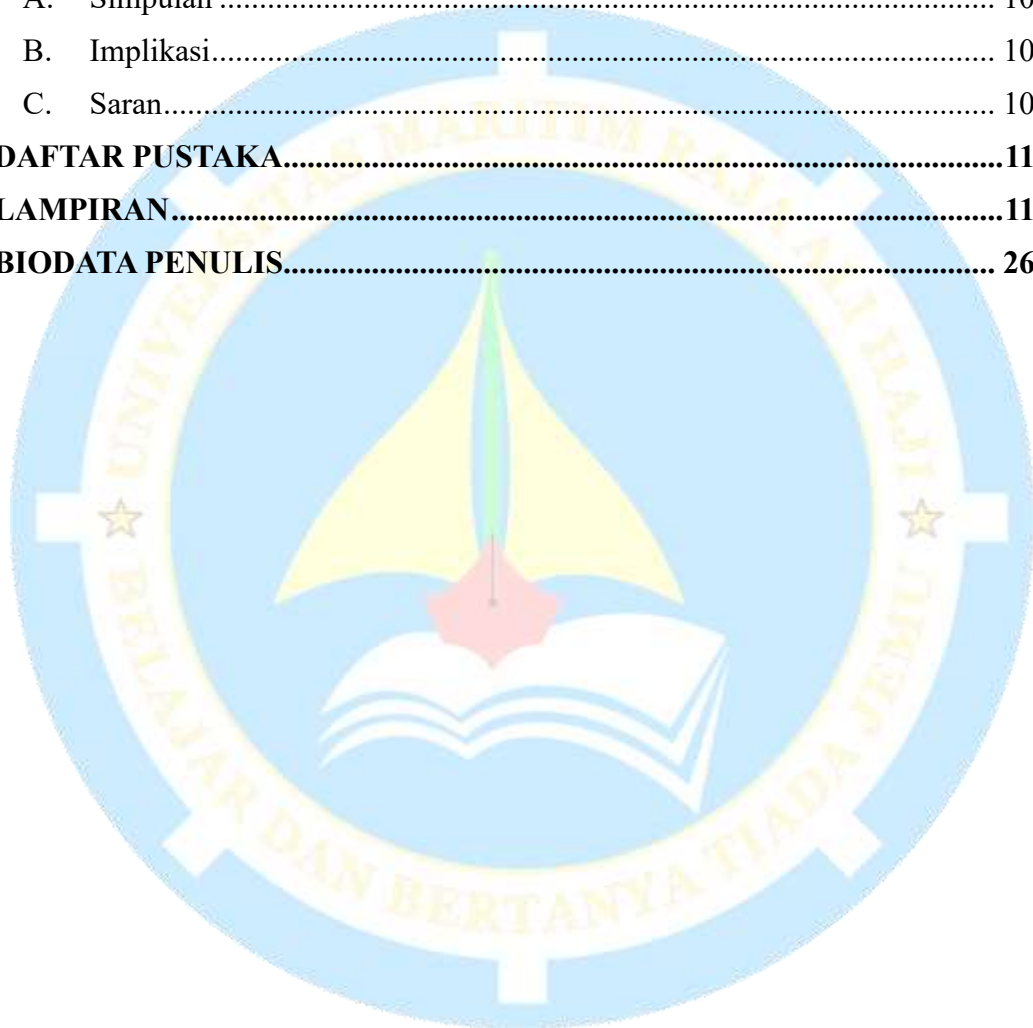 A. Simpulan ........................................................................................................ 10
B. Implikasi........................................................................................................ 10
C. Saran............................................................................................................. 10
DAFTAR PUSTAKA............................................................................................ 11
LAMPIRAN......................................................................................................... 11
BIODATA PENULIS........................................................................................... 26
UNIVERSITAS MARITIM RAJA ALI HAJI
BELAJAR DAN BERTANYA TIADA JEMU